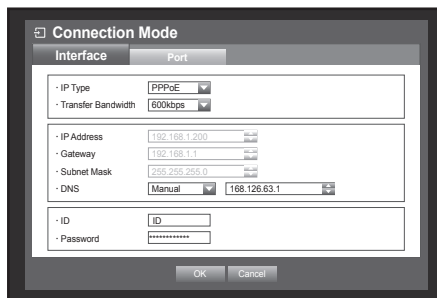 Connection Mode
Interface Port
· IP Type PPPoE
· Transfer Bandwidth 600kbps
· IP Address 192.168.1.200
· Gateway 192.168.1.1
· Subnet Mask 255.255.255.0
· DNS Manual 168.126.63.1
· ID ID
· Password ************
OK Cancel